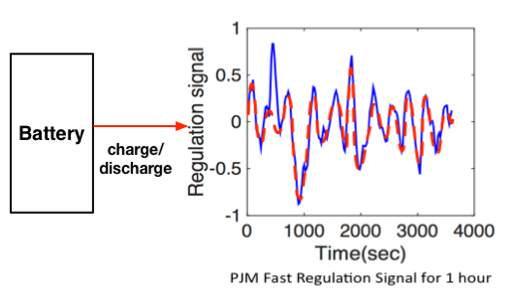 Battery
charge/
discharge
Regulation signal
1
0.5
0
-0.5
-1
0
1000
2000
3000
4000
Time(sec)
PJM Fast Regulation Signal for 1 hour